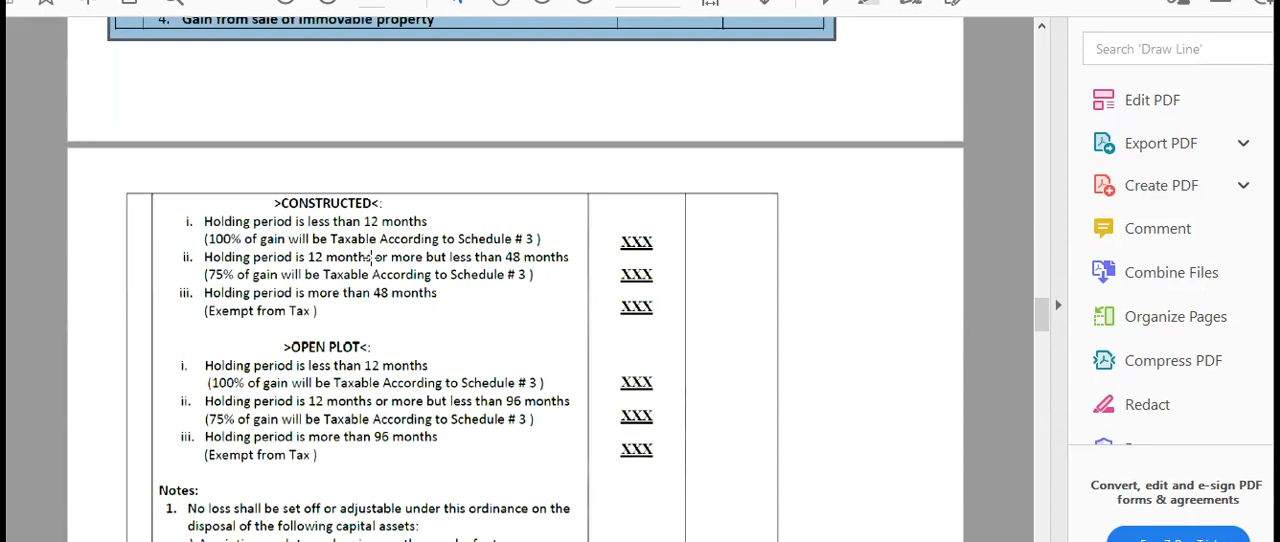 4. Gain from sale of immovable property
Search 'Draw Line'
Edit PDF
Export PDF
Create PDF
Comment
Combine Files
Organize Pages
Compress PDF
Redact
Convert, edit and e-sign PDF
forms & agreements
>CONSTRUCTED<:
i. Holding period is less than 12 months
(100% of gain will be Taxable According to Schedule # 3 )
XXX
ii. Holding period is 12 months or more but less than 48 months
(75% of gain will be Taxable According to Schedule # 3 )
XXX
iii. Holding period is more than 48 months
(Exempt from Tax )
XXX
>OPEN PLOT<:
i. Holding period is less than 12 months
(100% of gain will be Taxable According to Schedule # 3 )
XXX
ii. Holding period is 12 months or more but less than 96 months
(75% of gain will be Taxable According to Schedule # 3 )
XXX
iii. Holding period is more than 96 months
(Exempt from Tax )
XXX
Notes:
1. No loss shall be set off or adjustable under this ordinance on the
disposal of the following capital assets: